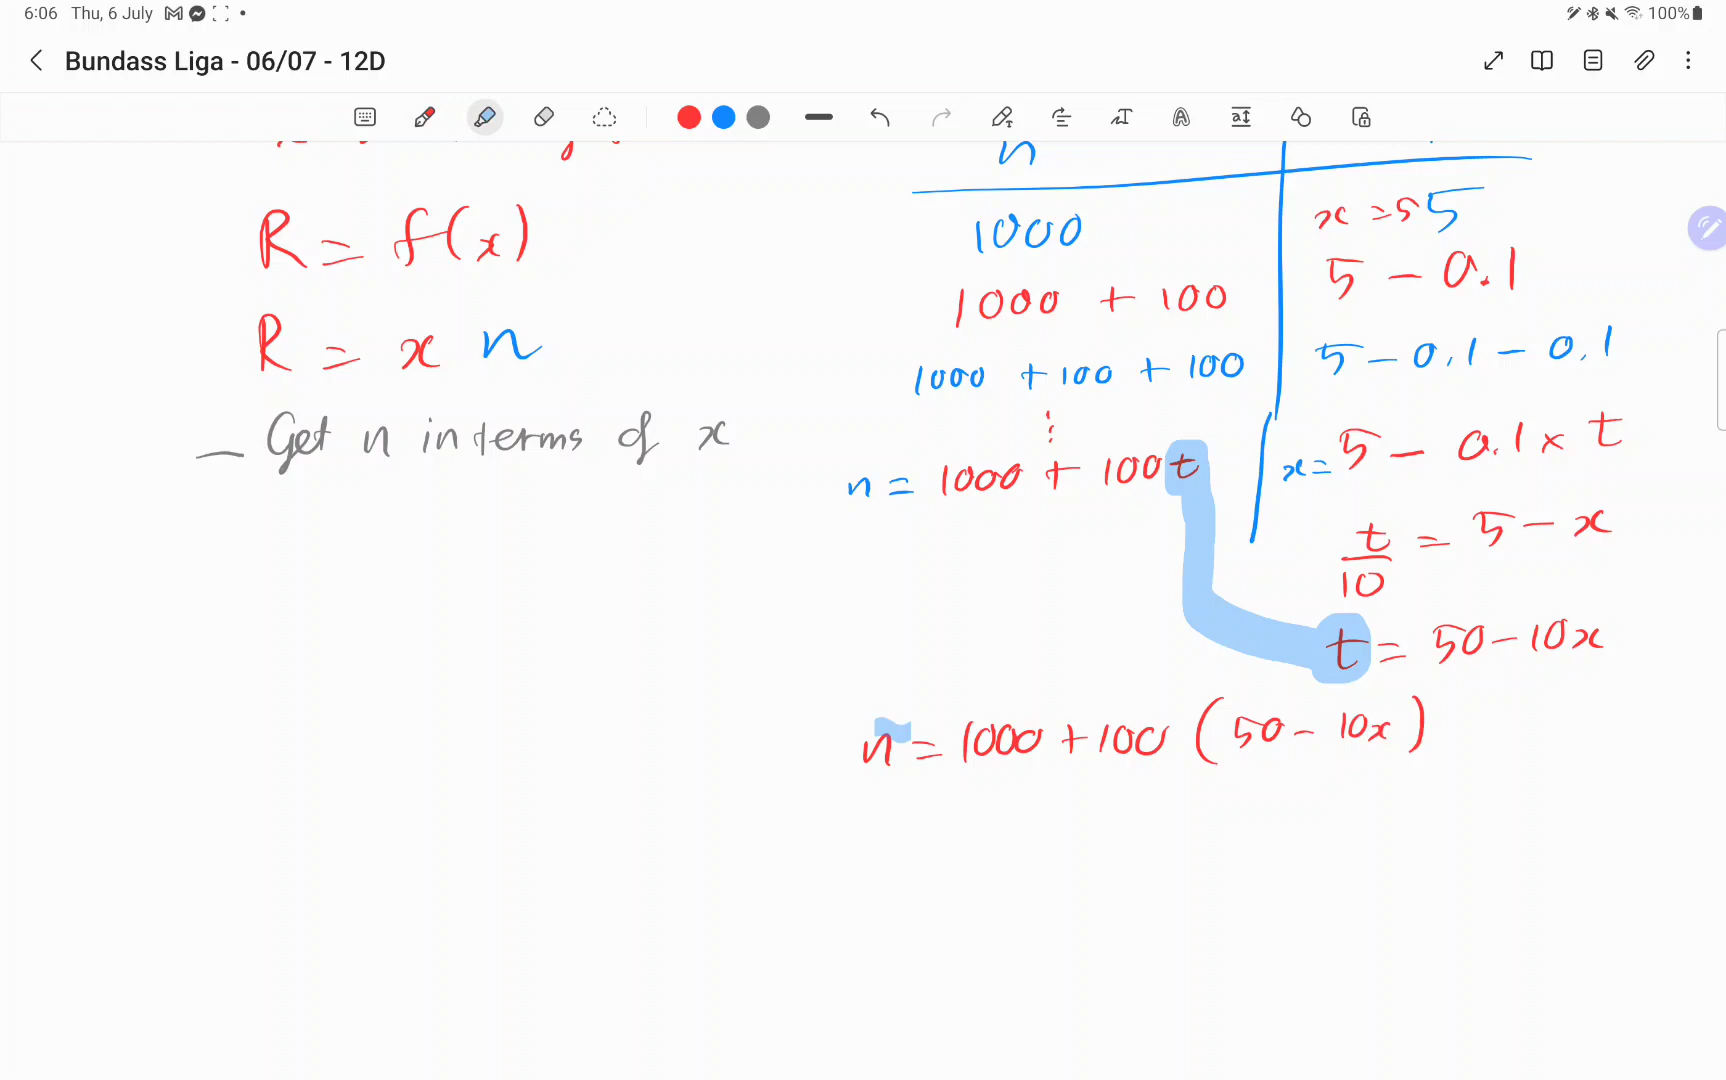 6:06 Thu, 6 July 100%
Bundass Liga - 06/07 - 12D
R = f(x)
R = x n
— Get n in terms of x
n
1000
x = 5 5
1000 + 100
5 - 0.1
1000 + 100 + 100
5 - 0.1 - 0.1
⋮
n = 1000 + 100t
x = 5 - 0.1 × t
t/10 = 5 - x
t = 50 - 10x
n = 1000 + 100 (50 - 10x)